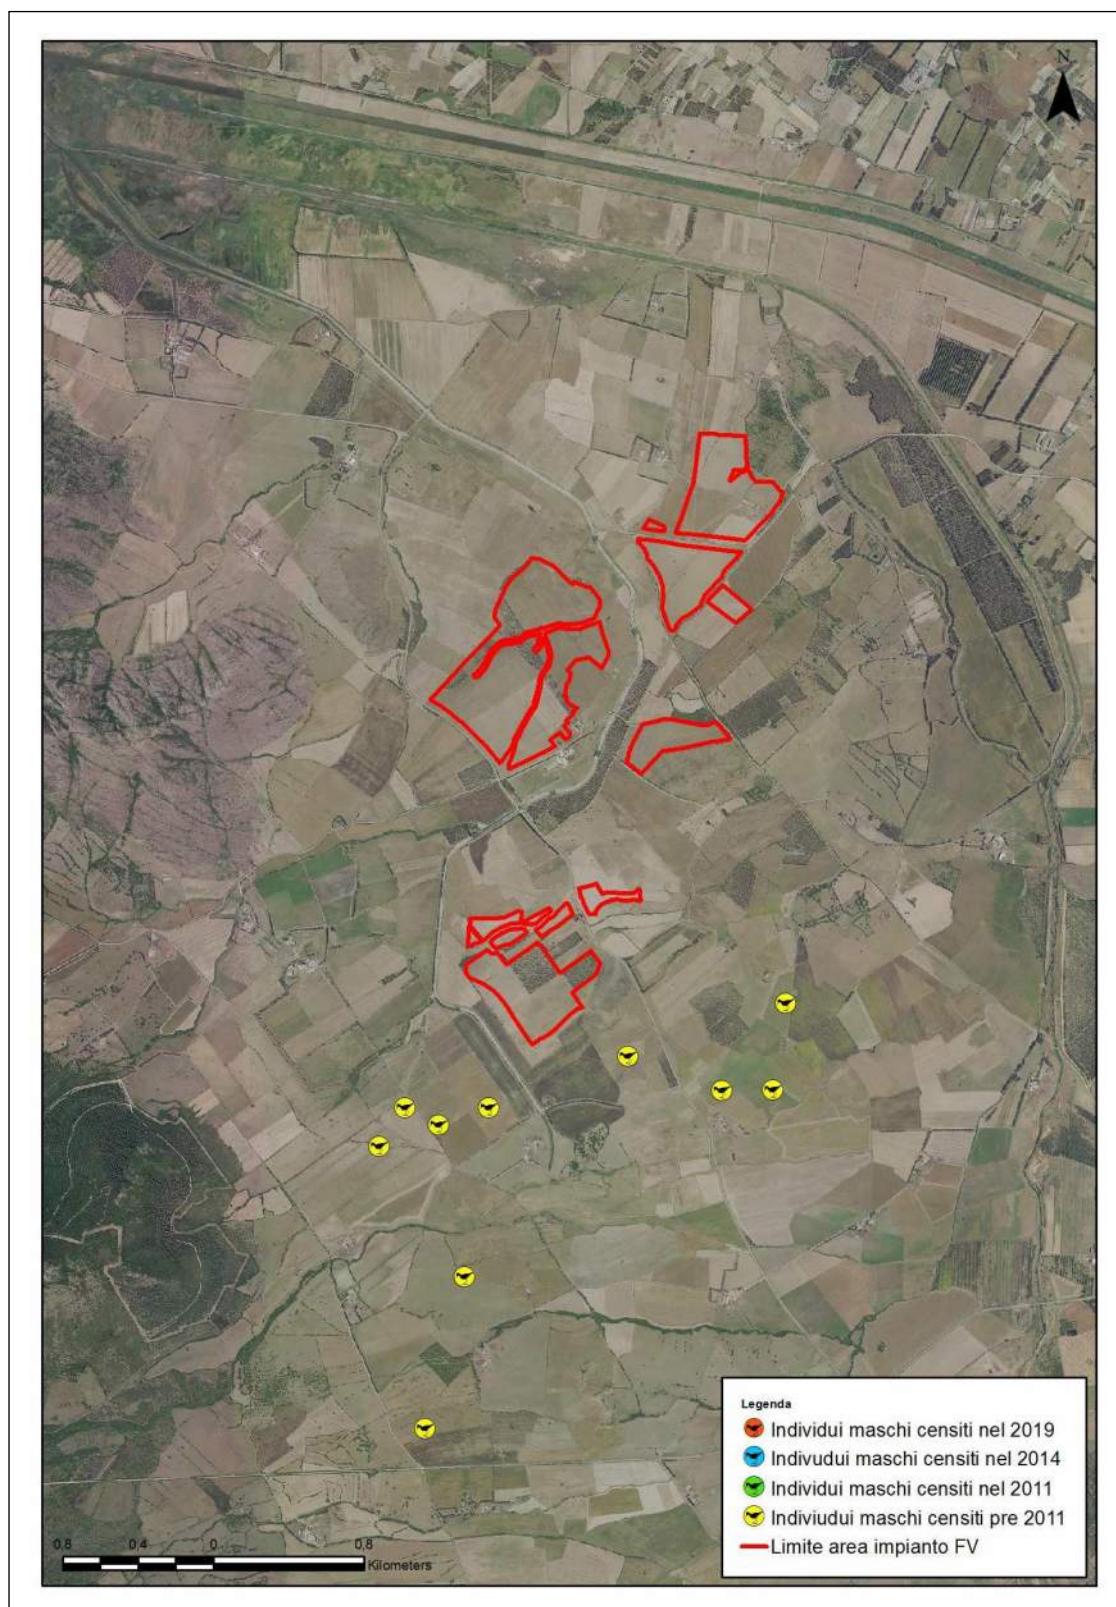 N
Legenda
Individui maschi censiti nel 2019
Indivudui maschi censiti nel 2014
Individui maschi censiti nel 2011
Indiviudui maschi censiti pre 2011
Limite area impianto FV
0.8 0.4 0 0.8
Kilometers